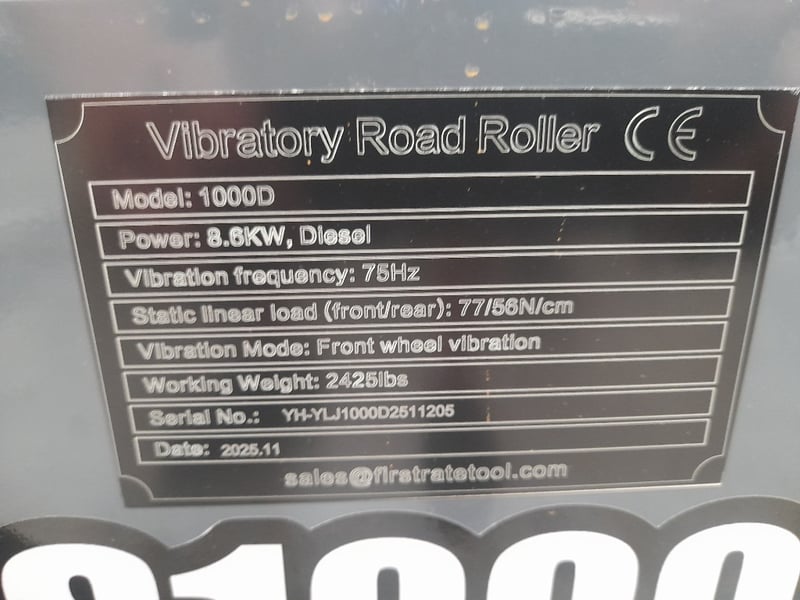 Vibratory Road Roller CE
Model: 1000D
Power: 8.6KW, Diesel
Vibration frequency: 75Hz
Static linear load (front/rear): 77/56N/cm
Vibration Mode: Front wheel vibration
Working Weight: 2425lbs
Serial No.: YH-YLJ1000D2511205
Date: 2025.11
sales@firstratetool.com